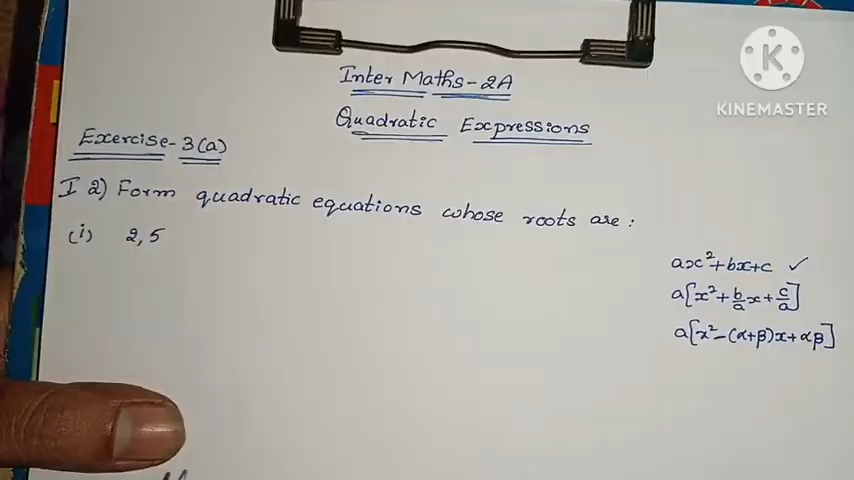 Inter Maths-2A
Quadratic Expressions
Exercise-3(a)
I 2) Form quadratic equations whose roots are :
(i) 2, 5
ax²+bx+c ✓
a[x²+b/a x+c/a]
a[x²-(α+β)x+αβ]
K
KINEMASTER